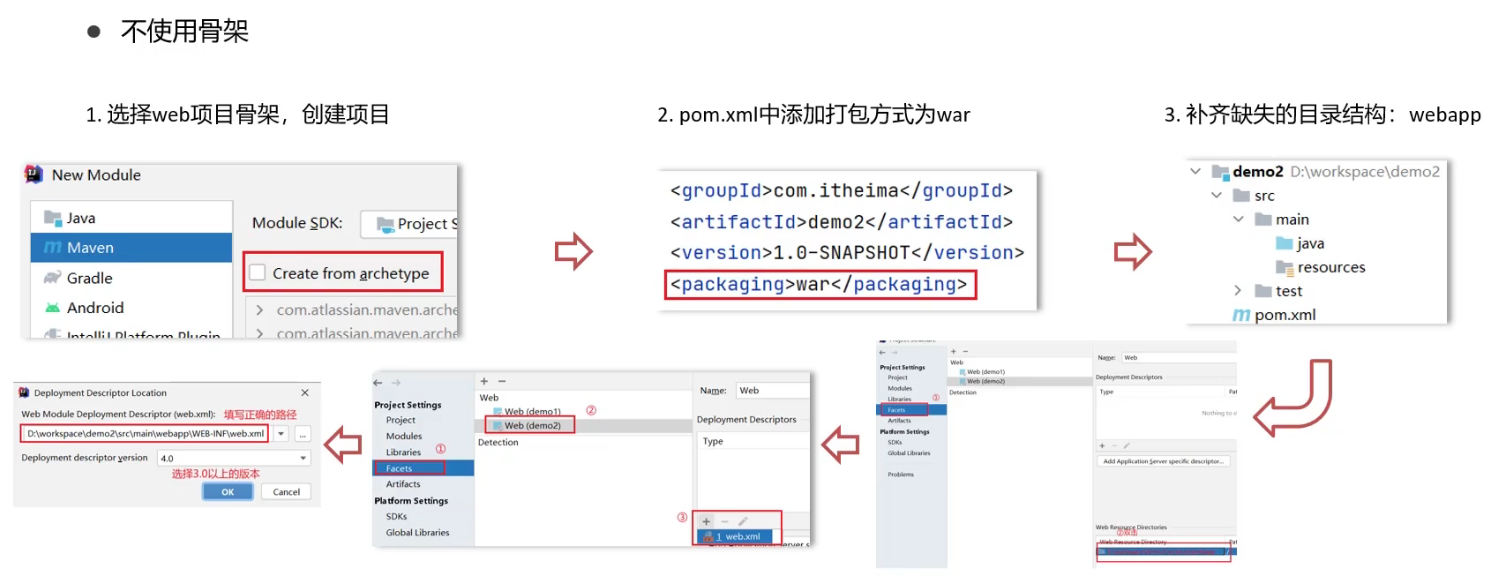 ● 不使用骨架
1. 选择web项目骨架，创建项目
2. pom.xml中添加打包方式为war
3. 补齐缺失的目录结构：webapp
New Module
Java
Maven
Gradle
Android
IntelliJ Platform Plugin
Module SDK:
Project S
Create from archetype
com.atlassian.maven.arche
com.atlassian.maven.arche
<groupId>com.itheima</groupId>
<artifactId>demo2</artifactId>
<version>1.0-SNAPSHOT</version>
<packaging>war</packaging>
demo2 D:\workspace\demo2
src
main
java
resources
test
pom.xml
Project Settings
Project
Modules
Libraries
①
Facets
Artifacts
Platform Settings
SDKs
Global Libraries
Problems
Web
Web (demo1)
Web (demo2)
Detection
Name: Web
Deployment Descriptors
Type
Nothing to
Add Application Server specific descriptor...
Web Resource Directories
②双击
Web Resource Directory
Project Settings
Project
Modules
Libraries ①
Facets
Artifacts
Platform Settings
SDKs
Global Libraries
Web
Web (demo1)
②
Web (demo2)
Detection
Name: Web
Deployment Descriptors
Type
③
1 web.xml
Deployment Descriptor Location
Web Module Deployment Descriptor (web.xml): 填写正确的路径
D:\workspace\demo2\src\main\webapp\WEB-INF\web.xml
Deployment descriptor version 4.0
选择3.0以上的版本
OK Cancel